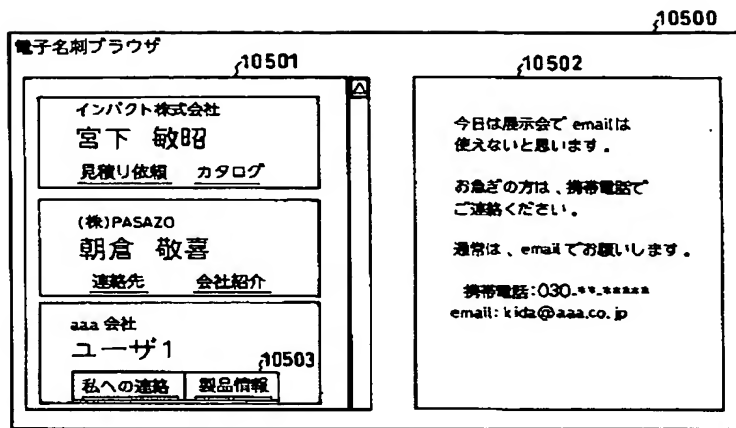 10500
電子名刺ブラウザ
10501
10502
インパクト株式会社
宮下 敏昭
見積り依頼 カタログ
(株)PASAZO
朝倉 敬喜
連絡先 会社紹介
aaa 会社
ユーザ1
10503
私への連絡 製品情報
今日は展示会で emailは
使えないと思います。
お急ぎの方は、携帯電話で
ご連絡ください。
通常は、emailでお願いします。
携帯電話:030-**-*****
email: kida@aaa.co.jp